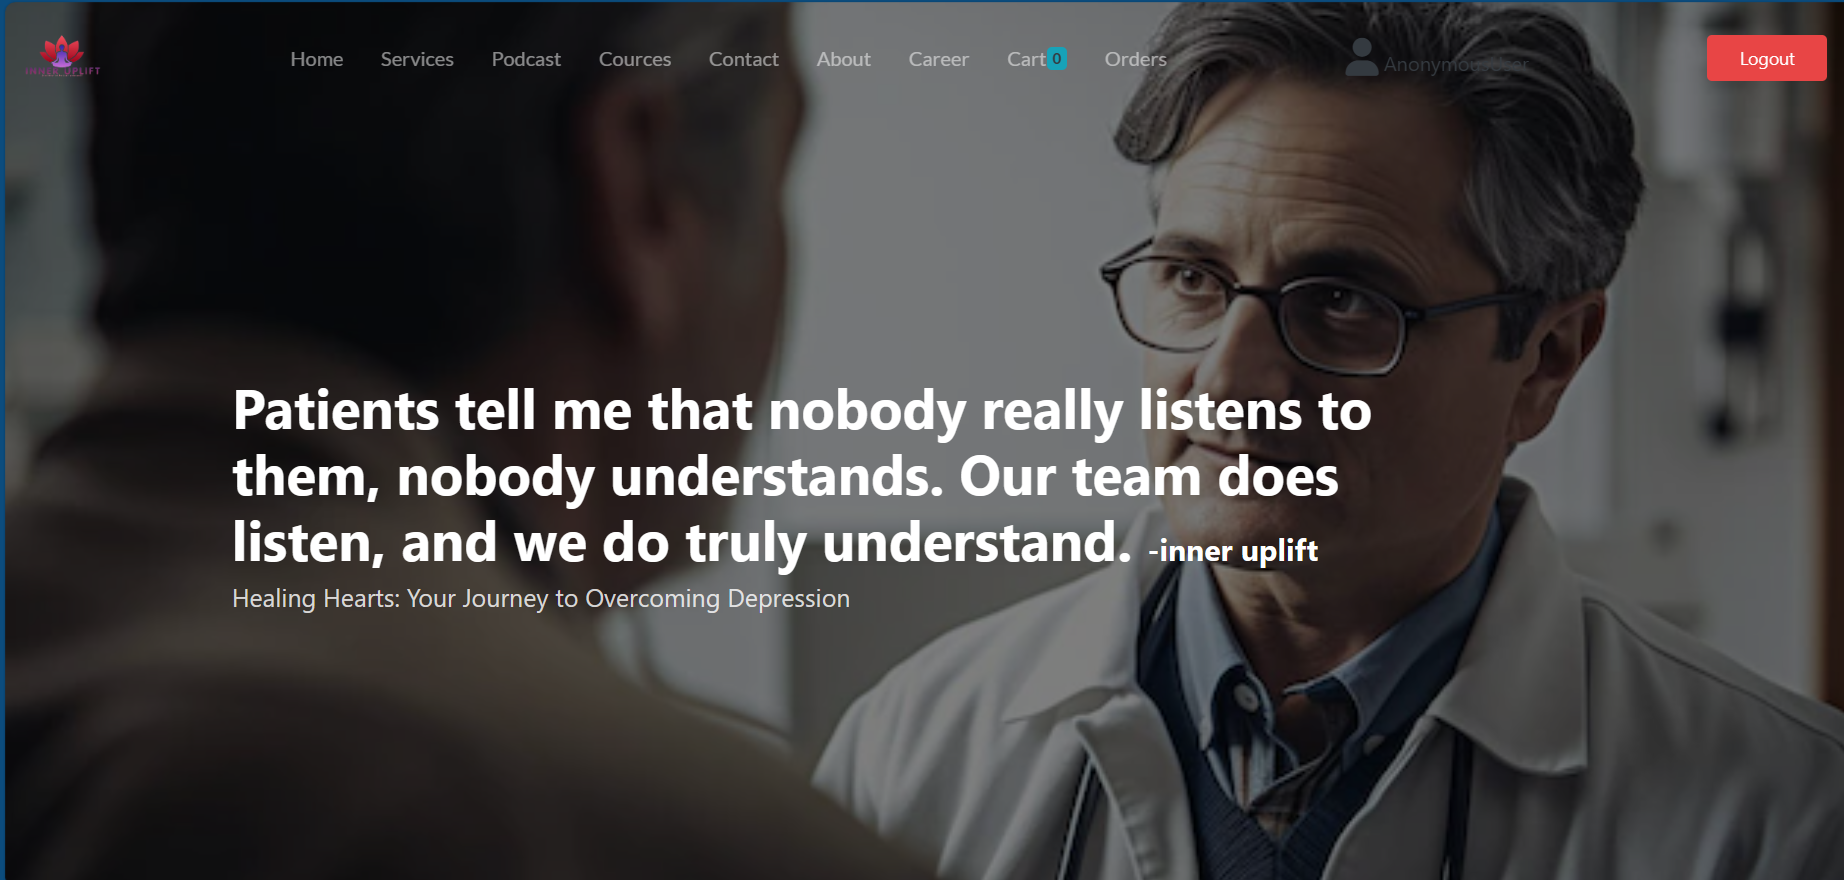 INNER UPLIFT
Home Services Podcast Cources Contact About Career Cart 0 Orders AnonymousUser Logout
Patients tell me that nobody really listens to
them, nobody understands. Our team does
listen, and we do truly understand. -inner uplift
Healing Hearts: Your Journey to Overcoming Depression